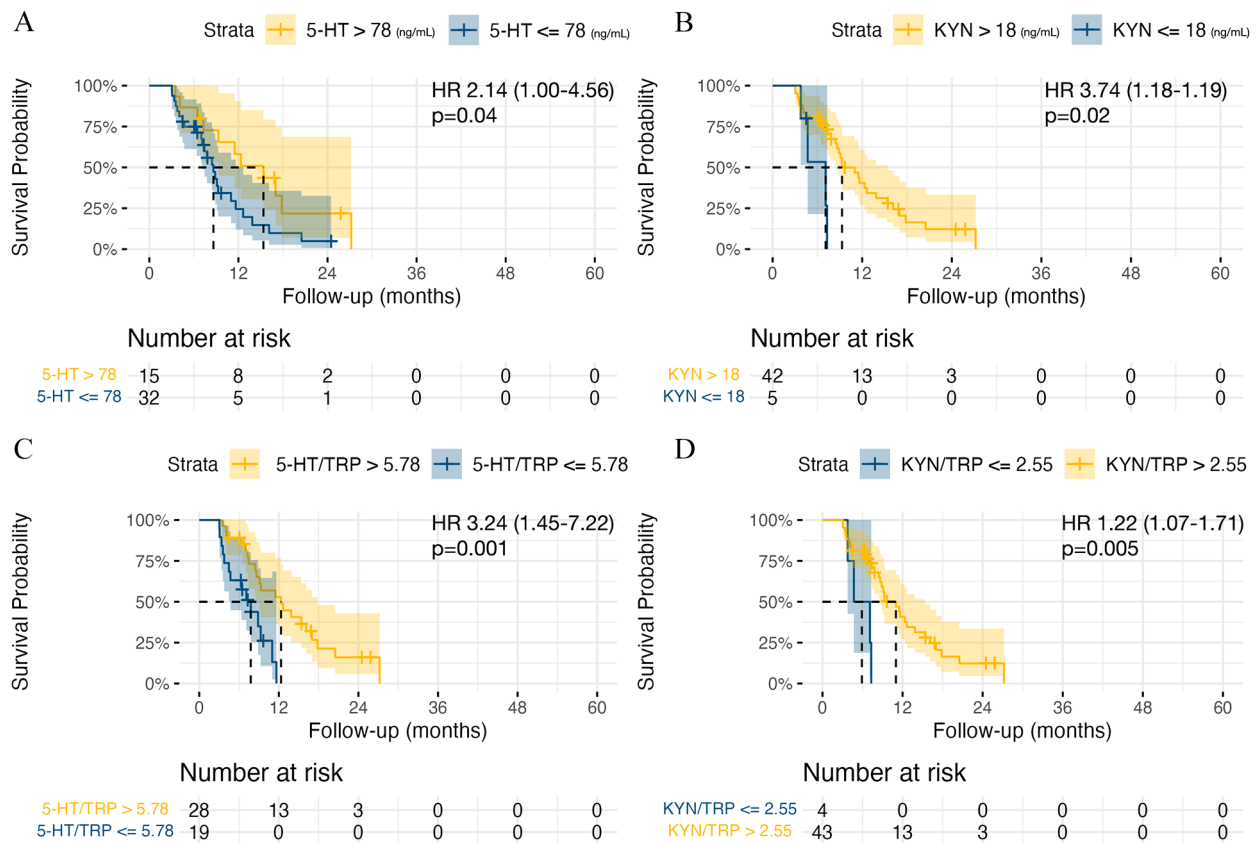 A
Strata 5-HT > 78 (ng/mL) 5-HT <= 78 (ng/mL)
Survival Probability
100%
75%
50%
25%
0%
HR 2.14 (1.00-4.56)
p=0.04
0 12 24 36 48 60
Follow-up (months)
Number at risk
5-HT > 78 15 8 2 0 0 0
5-HT <= 78 32 5 1 0 0 0
B
Strata KYN > 18 (ng/mL) KYN <= 18 (ng/mL)
Survival Probability
100%
75%
50%
25%
0%
HR 3.74 (1.18-1.19)
p=0.02
0 12 24 36 48 60
Follow-up (months)
Number at risk
KYN > 18 42 13 3 0 0 0
KYN <= 18 5 0 0 0 0 0
C
Strata 5-HT/TRP > 5.78 5-HT/TRP <= 5.78
Survival Probability
100%
75%
50%
25%
0%
HR 3.24 (1.45-7.22)
p=0.001
0 12 24 36 48 60
Follow-up (months)
Number at risk
5-HT/TRP > 5.78 28 13 3 0 0 0
5-HT/TRP <= 5.78 19 0 0 0 0 0
D
Strata KYN/TRP <= 2.55 KYN/TRP > 2.55
Survival Probability
100%
75%
50%
25%
0%
HR 1.22 (1.07-1.71)
p=0.005
0 12 24 36 48 60
Follow-up (months)
Number at risk
KYN/TRP <= 2.55 4 0 0 0 0 0
KYN/TRP > 2.55 43 13 3 0 0 0